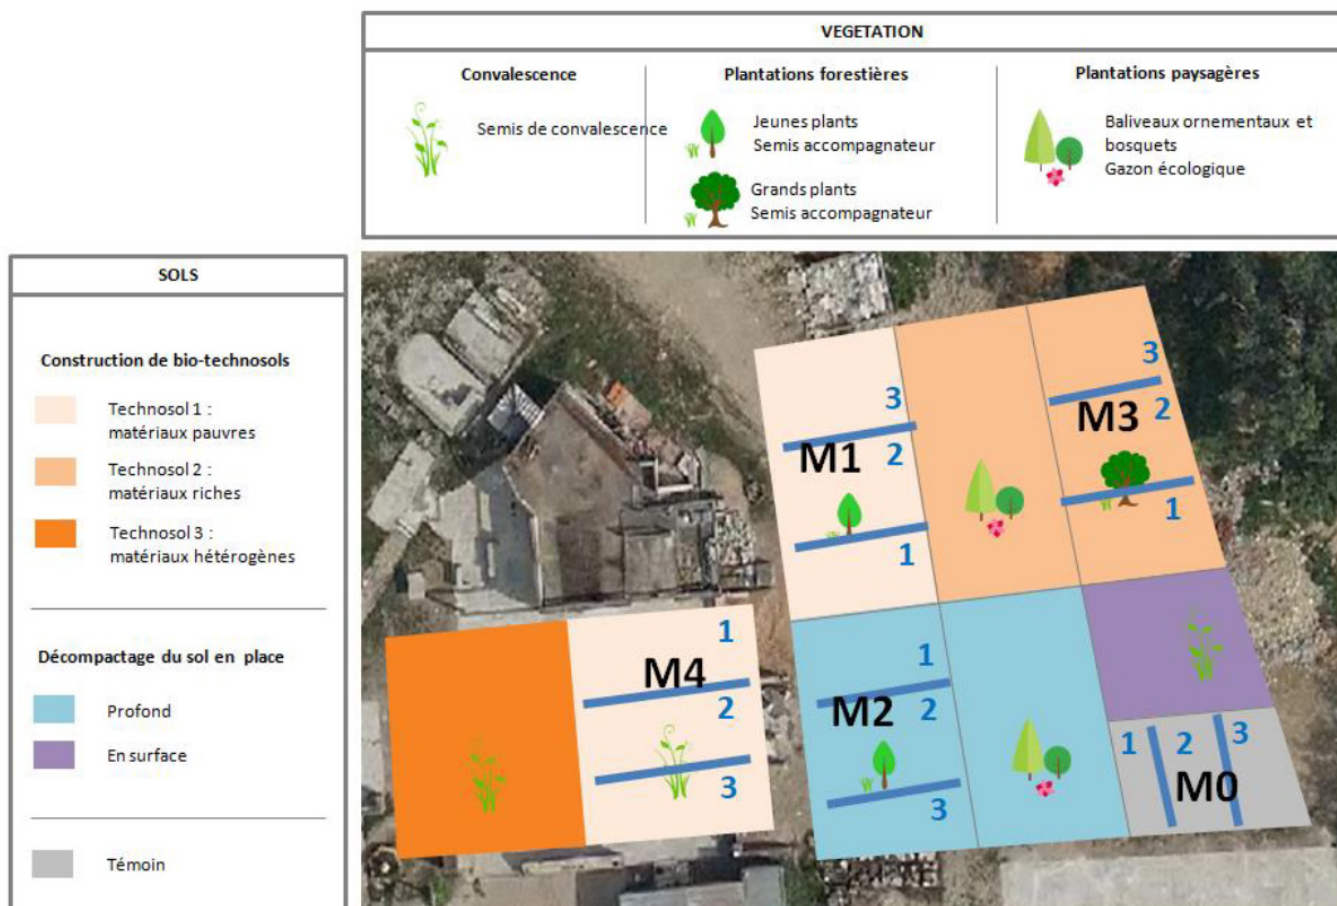 VEGETATION
Convalescence
Semis de convalescence
Plantations forestières
Jeunes plants
Semis accompagnateur
Grands plants
Semis accompagnateur
Plantations paysagères
Baliveaux ornementaux et
bosquets
Gazon écologique
SOLS
Construction de bio-technosols
Technosol 1 :
matériaux pauvres
Technosol 2 :
matériaux riches
Technosol 3 :
matériaux hétérogènes
Décompactage du sol en place
Profond
En surface
Témoin
3
M1
2
1
3
M3
2
1
1
M4
2
3
1
M2
2
3
1
2
3
M0